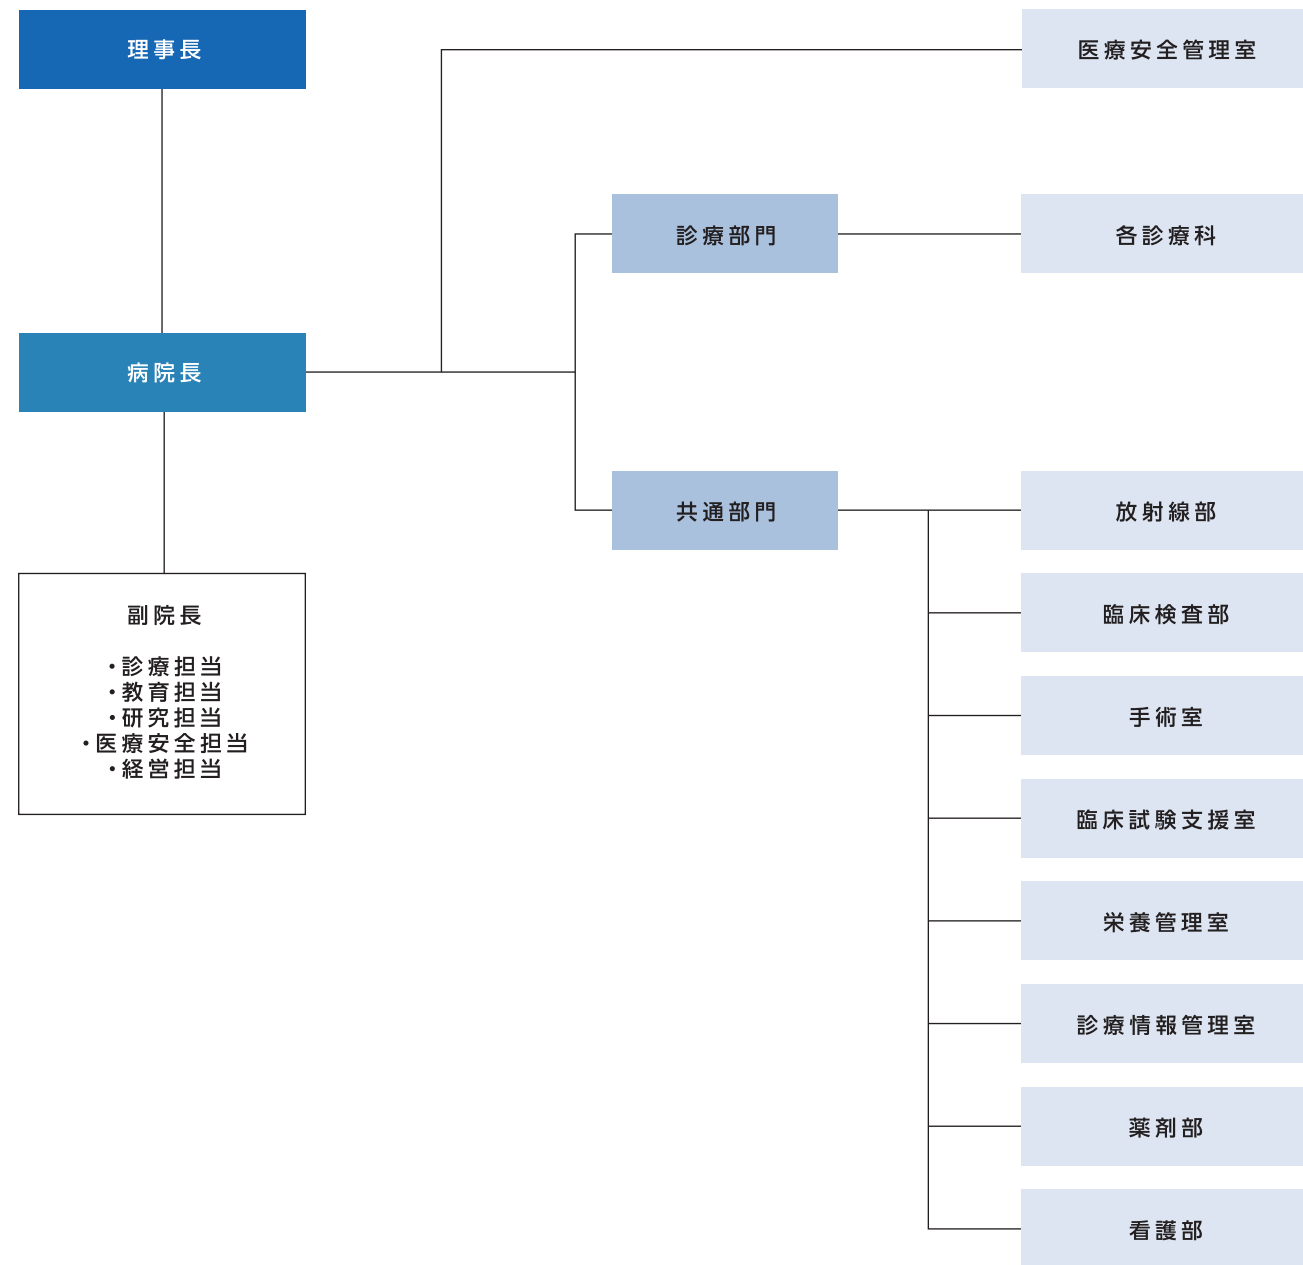 理事長
医療安全管理室
診療部門
各診療科
病院長
共通部門
放射線部
副院長
・診療担当
・教育担当
・研究担当
・医療安全担当
・経営担当
臨床検査部
手術室
臨床試験支援室
栄養管理室
診療情報管理室
薬剤部
看護部